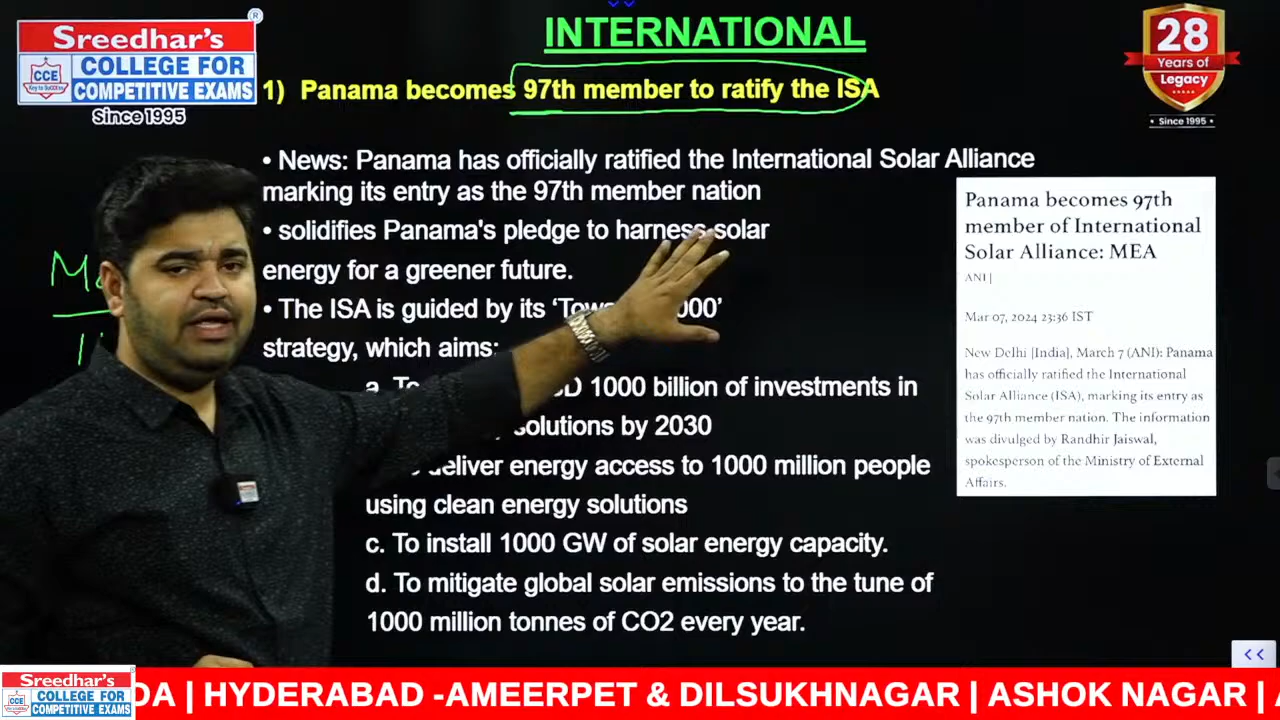 INTERNATIONAL
Sreedhar's
CCE
Key to Success
COLLEGE FOR
COMPETITIVE EXAMS
Since 1995
28
Years of
Legacy
• Since 1995 •
1) Panama becomes 97th member to ratify the ISA
• News: Panama has officially ratified the International Solar Alliance
marking its entry as the 97th member nation
• solidifies Panama's pledge to harness solar
energy for a greener future.
• The ISA is guided by its ‘Tow 000’
strategy, which aims:
a. To D 1000 billion of investments in
solutions by 2030
deliver energy access to 1000 million people
using clean energy solutions
c. To install 1000 GW of solar energy capacity.
d. To mitigate global solar emissions to the tune of
1000 million tonnes of CO2 every year.
Panama becomes 97th
member of International
Solar Alliance: MEA
ANI |
Mar 07, 2024 23:36 IST
New Delhi [India], March 7 (ANI): Panama
has officially ratified the International
Solar Alliance (ISA), marking its entry as
the 97th member nation. The information
was divulged by Randhir Jaiswal,
spokesperson of the Ministry of External
Affairs.
<<
Sreedhar's
CCE
COLLEGE FOR
COMPETITIVE EXAMS
DA | HYDERABAD -AMEERPET & DILSUKHNAGAR | ASHOK NAGAR |